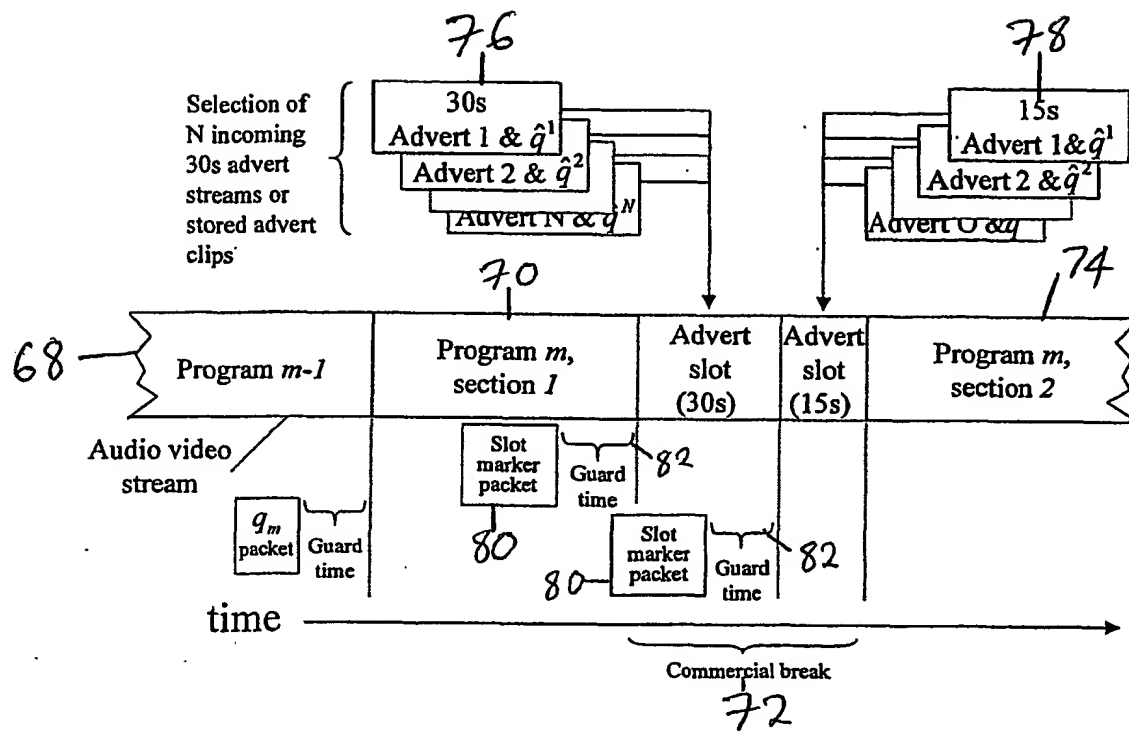 76
78
Selection of
N incoming
30s advert
streams or
stored advert
clips
30s
Advert 1 & q̂¹
Advert 2 & q̂²
Advert N & q̂ᴺ
15s
Advert 1&q̂¹
Advert 2 &q̂²
Advert O &q
70
74
68
Program m-1
Program m,
section 1
Advert
slot
(30s)
Advert
slot
(15s)
Program m,
section 2
Audio video
stream
qₘ
packet
Guard
time
Slot
marker
packet
80
Guard
time
82
Slot
marker
packet
80
Guard
time
82
time
Commercial break
72